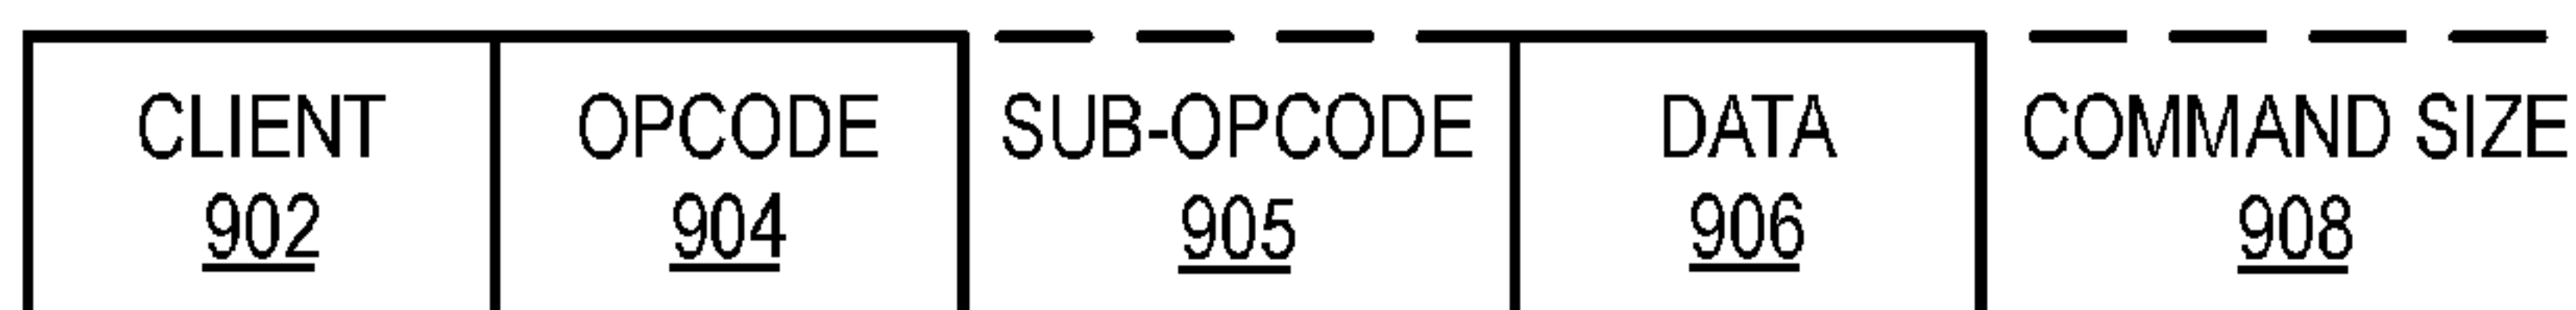 CLIENT OPCODE SUB-OPCODE DATA COMMAND SIZE
902 904 905 906 908